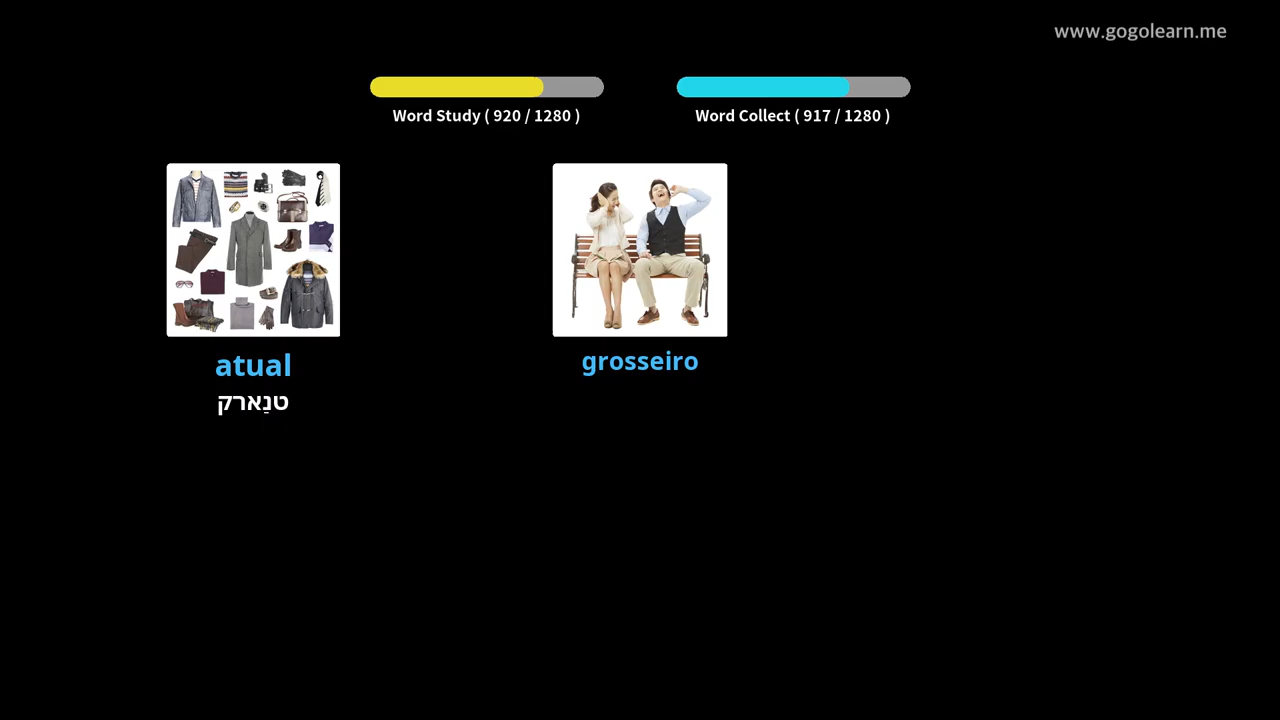 www.gogolearn.me
Word Study ( 920 / 1280 )
Word Collect ( 917 / 1280 )
atual
טנַארק
grosseiro